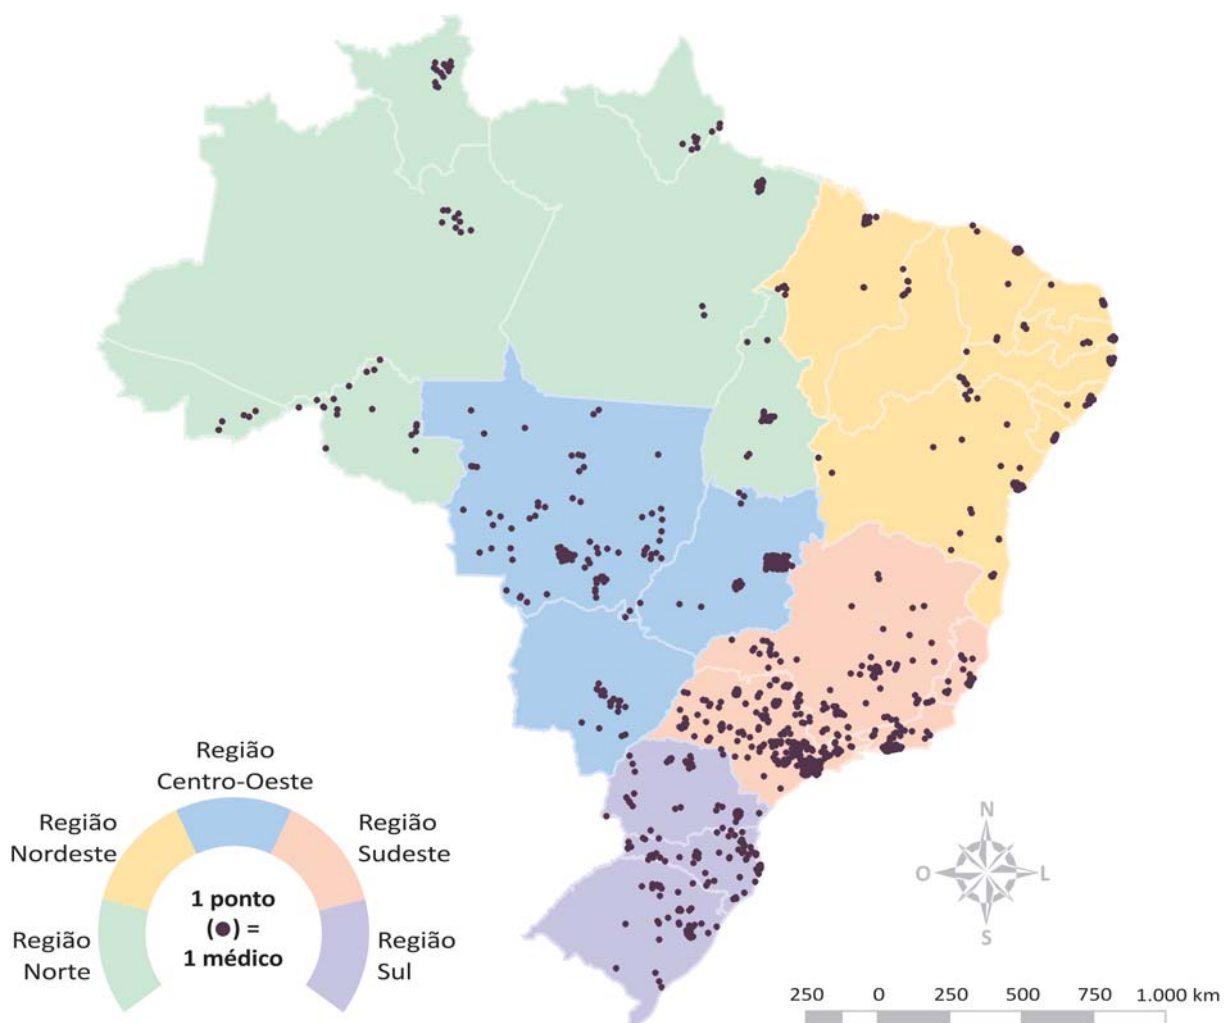 Região
Centro-Oeste
Região
Nordeste
Região
Sudeste
Região
Norte
Região
Sul
1 ponto
(●) =
1 médico
N
O
L
S
250 0 250 500 750 1.000 km